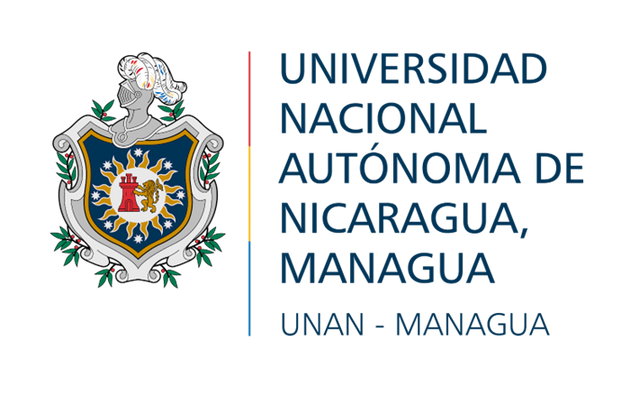 UNIVERSIDAD
NACIONAL
AUTÓNOMA DE
NICARAGUA,
MANAGUA
UNAN - MANAGUA